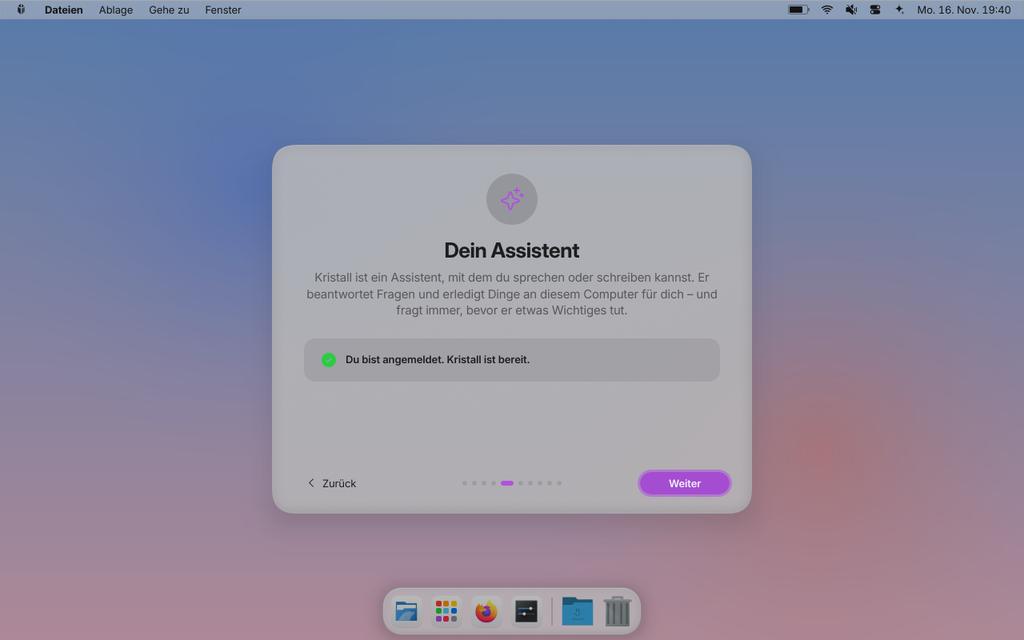 Dateien Ablage Gehe zu Fenster Mo. 16. Nov. 19:40
Dein Assistent
Kristall ist ein Assistent, mit dem du sprechen oder schreiben kannst. Er
beantwortet Fragen und erledigt Dinge an diesem Computer für dich – und
fragt immer, bevor er etwas Wichtiges tut.
Du bist angemeldet. Kristall ist bereit.
Zurück Weiter